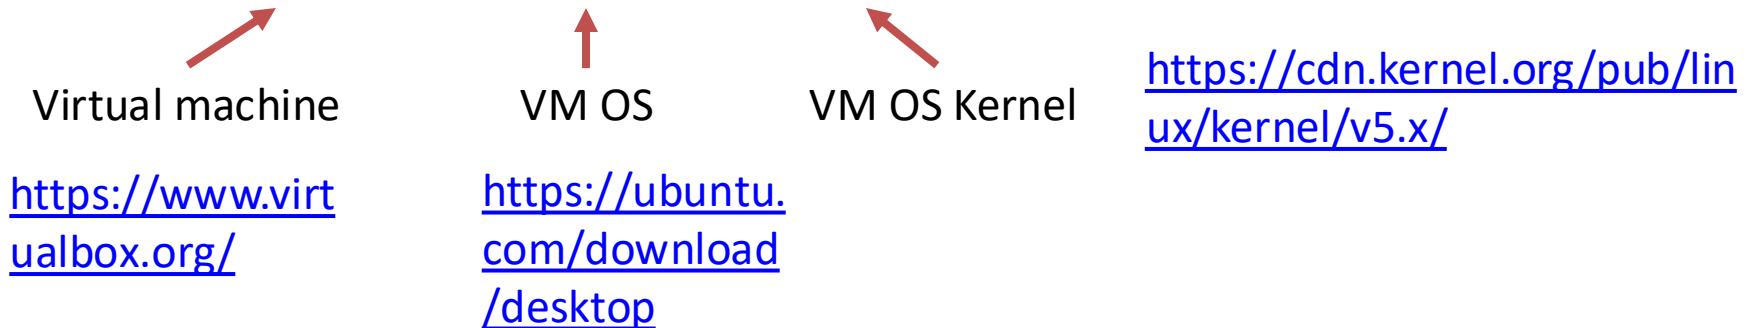 Virtual machine
https://www.virt
ualbox.org/
VM OS
https://ubuntu.
com/download
/desktop
VM OS Kernel
https://cdn.kernel.org/pub/lin
ux/kernel/v5.x/